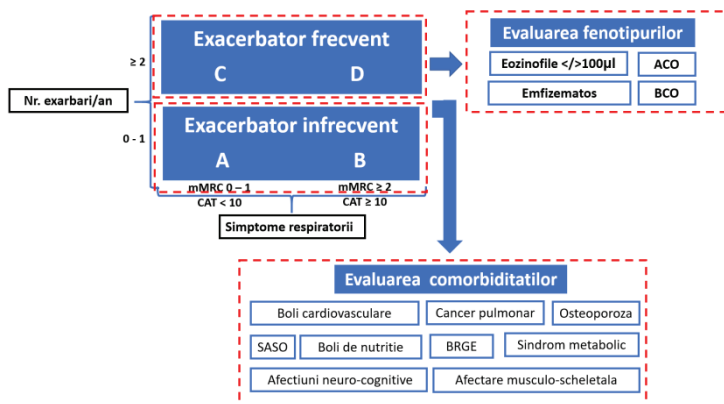 Exacerbator frecvent
C D
≥ 2
Nr. exarbari/an
0 - 1
Exacerbator infrecvent
A B
mMRC 0 – 1 mMRC ≥ 2
CAT < 10 CAT ≥ 10
Simptome respiratorii
Evaluarea fenotipurilor
Eozinofile </>100µl ACO
Emfizematos BCO
Evaluarea comorbiditatilor
Boli cardiovasculare Cancer pulmonar Osteoporoza
SASO Boli de nutritie BRGE Sindrom metabolic
Afectiuni neuro-cognitive Afectare musculo-scheletala